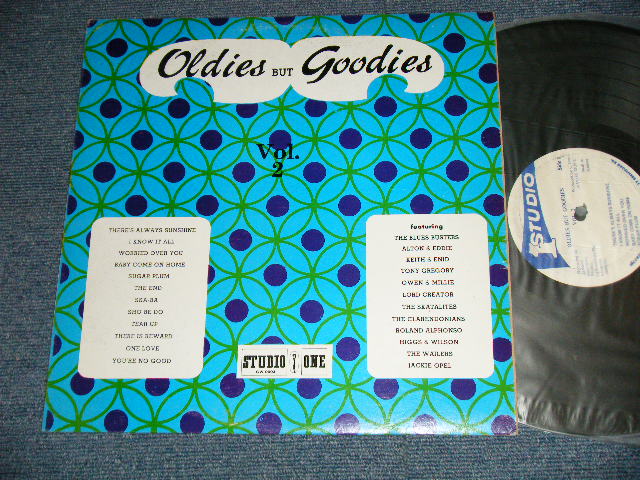 Oldies BUT Goodies
Vol.
2
THERE'S ALWAYS SUNSHINE
I KNOW IT ALL
WORRIED OVER YOU
BABY COME ON HOME
SUGAR PLUM
THE END
SKA-BA
SHU BE DO
TEAR UP
THERE IS REWARD
ONE LOVE
YOU'RE NO GOOD
featuring
THE BLUES BUSTERS
ALTON & EDDIE
KEITH & ENID
TONY GREGORY
OWEN & MILLIE
LORD CREATOR
THE SKATALITES
THE CLARENDONIANS
ROLAND ALPHONSO
HIGGS & WILSON
THE WAILERS
JACKIE OPEL
STUDIO ONE
STUDIO 1
OLDIES BUT GOODIES